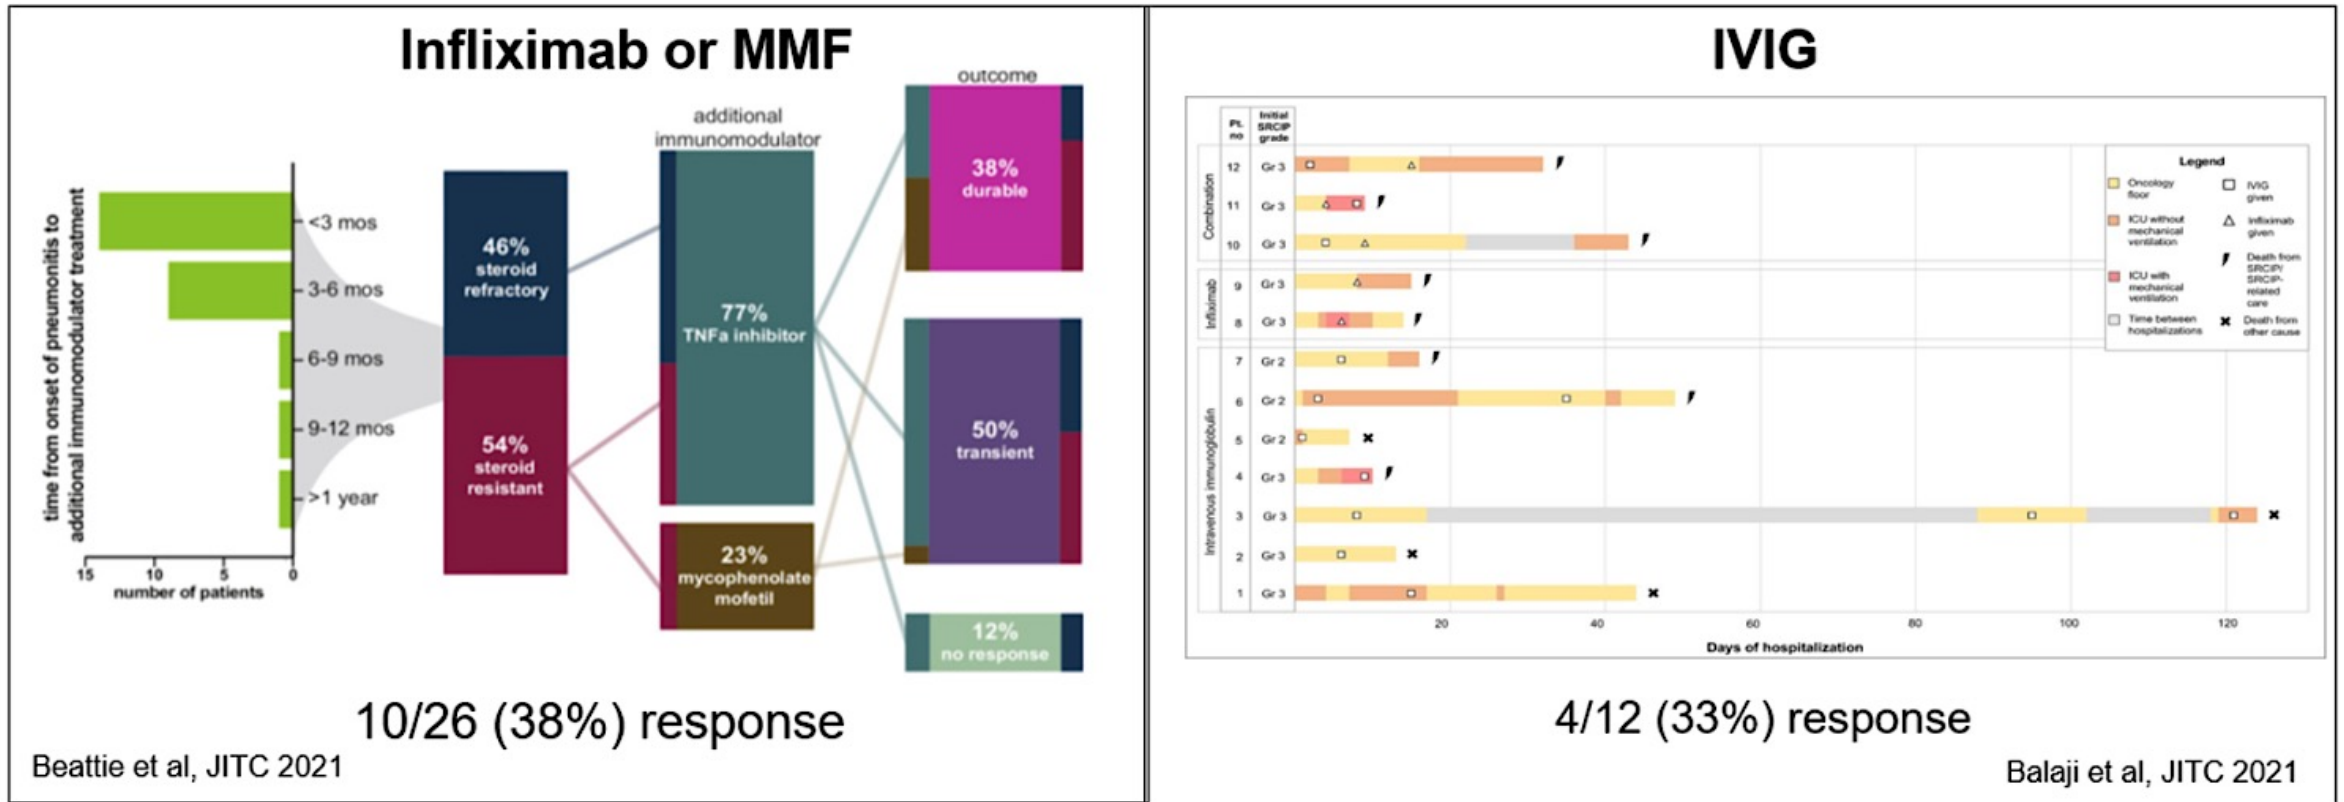 Infliximab or MMF
time from onset of pneumonitis to
additional immunomodulator treatment
<3 mos
3-6 mos
6-9 mos
9-12 mos
>1 year
15
10
5
0
number of patients
46%
steroid
refractory
54%
steroid
resistant
additional
immunomodulator
77%
TNFa inhibitor
23%
mycophenolate
mofetil
outcome
38%
durable
50%
transient
12%
no response
10/26 (38%) response
Beattie et al, JITC 2021
IVIG
Pt.
no
Initial
SRCIP
grade
Combination
12 Gr 3
11 Gr 3
10 Gr 3
Infliximab
9 Gr 3
8 Gr 3
Intravenous immunoglobulin
7 Gr 2
6 Gr 2
5 Gr 2
4 Gr 3
3 Gr 3
2 Gr 3
1 Gr 3
20
40
60
80
100
120
Days of hospitalization
Legend
Oncology
floor
ICU without
mechanical
ventilation
ICU with
mechanical
ventilation
Time between
hospitalizations
IVIG
given
Infliximab
given
Death from
SRCIP/
SRCIP-
related
care
Death from
other cause
4/12 (33%) response
Balaji et al, JITC 2021